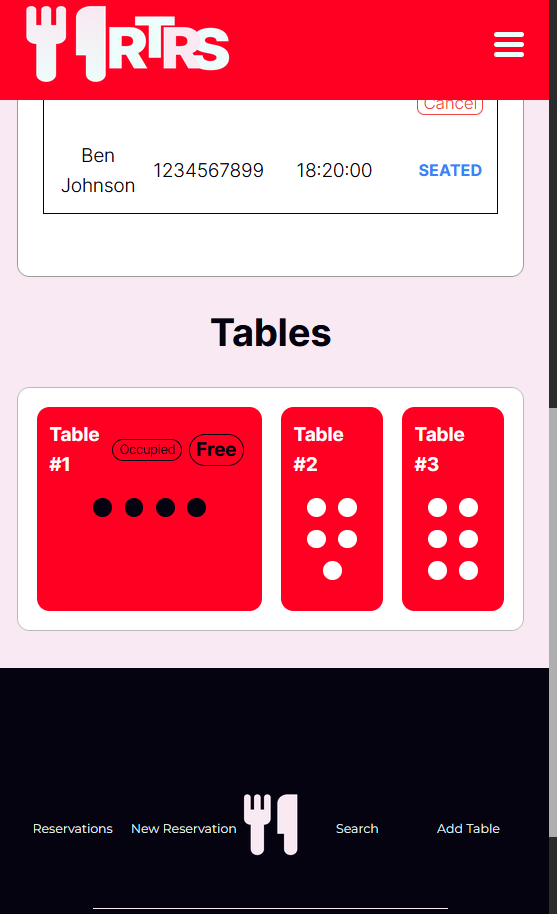 RTRS
Cancel
Ben
Johnson 1234567899 18:20:00 SEATED
Tables
Table
#1
Occupied Free
Table
#2
Table
#3
Reservations New Reservation Search Add Table